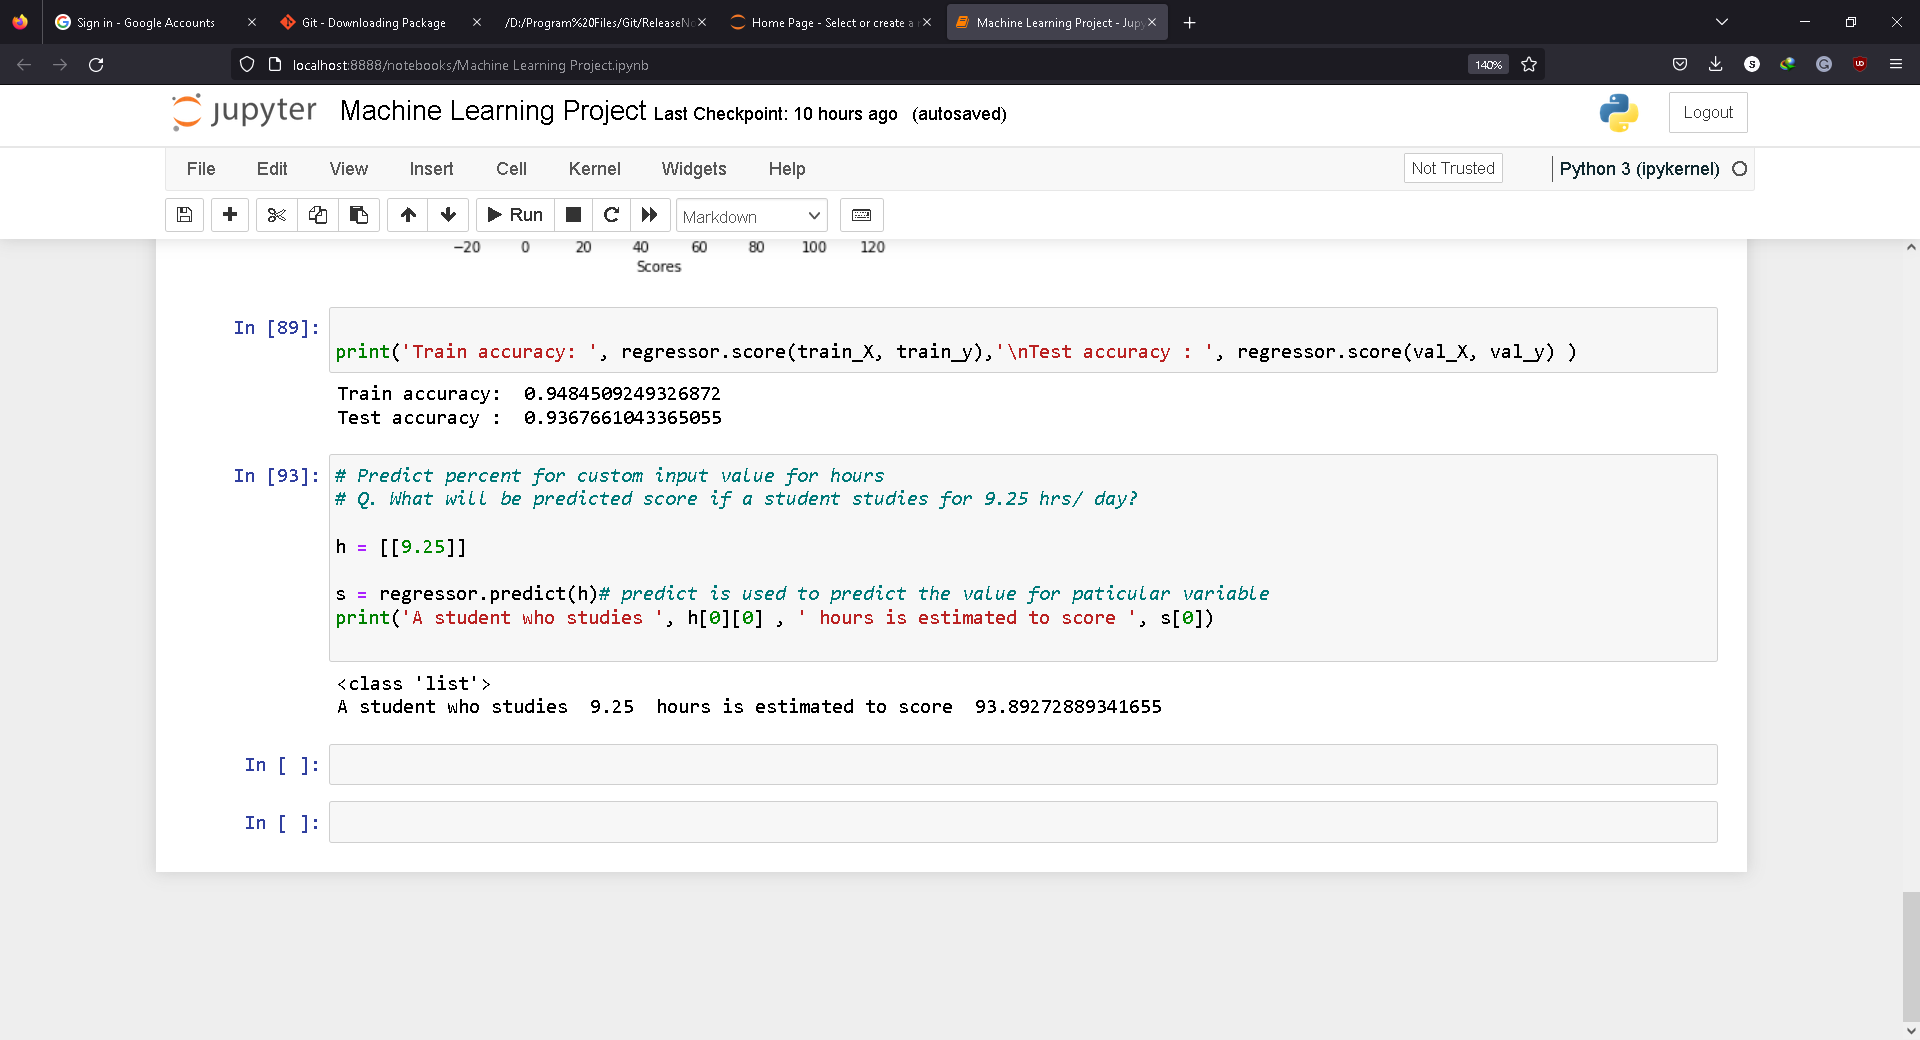 Sign in - Google Accounts
Git - Downloading Package
/D:/Program%20Files/Git/ReleaseNo
Home Page - Select or create a
Machine Learning Project - Jupy
localhost:8888/notebooks/Machine Learning Project.ipynb
140%
jupyter Machine Learning Project Last Checkpoint: 10 hours ago (autosaved)
Logout
File Edit View Insert Cell Kernel Widgets Help
Not Trusted
Python 3 (ipykernel)
Run
Markdown
−20 0 20 40 60 80 100 120
Scores
In [89]:
print('Train accuracy: ', regressor.score(train_X, train_y),'\nTest accuracy : ', regressor.score(val_X, val_y) )
Train accuracy:  0.9484509249326872
Test accuracy :  0.9367661043365055
In [93]:
# Predict percent for custom input value for hours
# Q. What will be predicted score if a student studies for 9.25 hrs/ day?
h = [[9.25]]
s = regressor.predict(h)# predict is used to predict the value for paticular variable
print('A student who studies ', h[0][0] , ' hours is estimated to score ', s[0])
<class 'list'>
A student who studies  9.25  hours is estimated to score  93.89272889341655
In [ ]:
In [ ]: